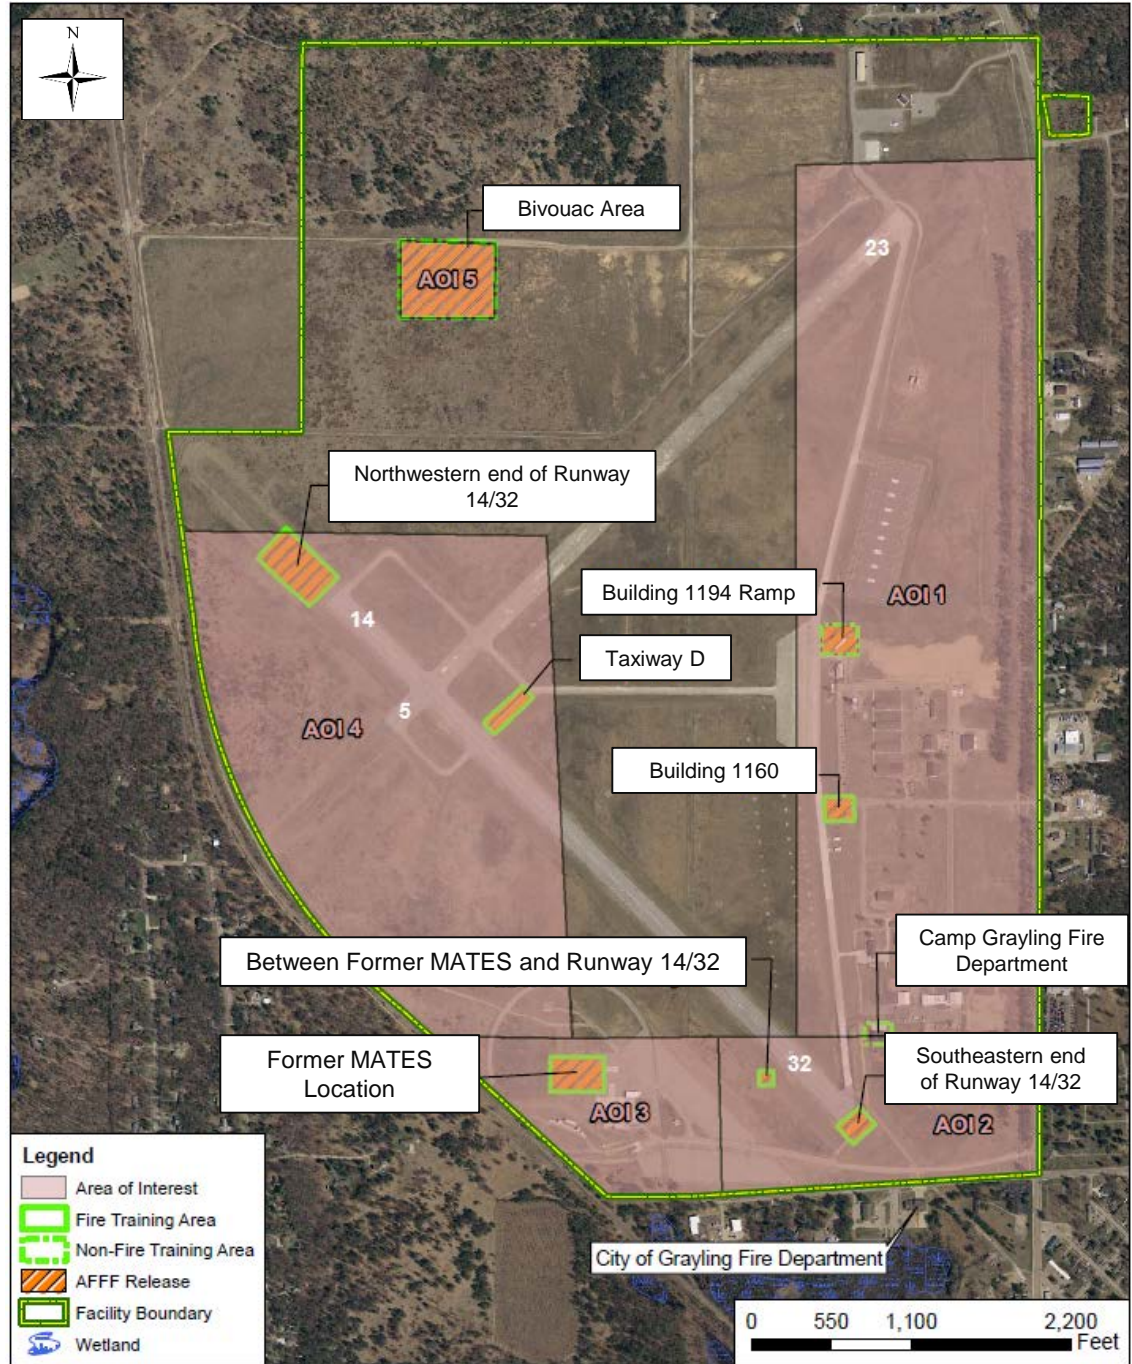 N
Bivouac Area
AOI 5
23
Northwestern end of Runway
14/32
Building 1194 Ramp
AOI 1
14
Taxiway D
5
AOI 4
Building 1160
Camp Grayling Fire
Department
Between Former MATES and Runway 14/32
Former MATES
Location
32
Southeastern end
of Runway 14/32
AOI 3
AOI 2
Legend
Area of Interest
Fire Training Area
Non-Fire Training Area
AFFF Release
Facility Boundary
Wetland
City of Grayling Fire Department
0 550 1,100 2,200
Feet